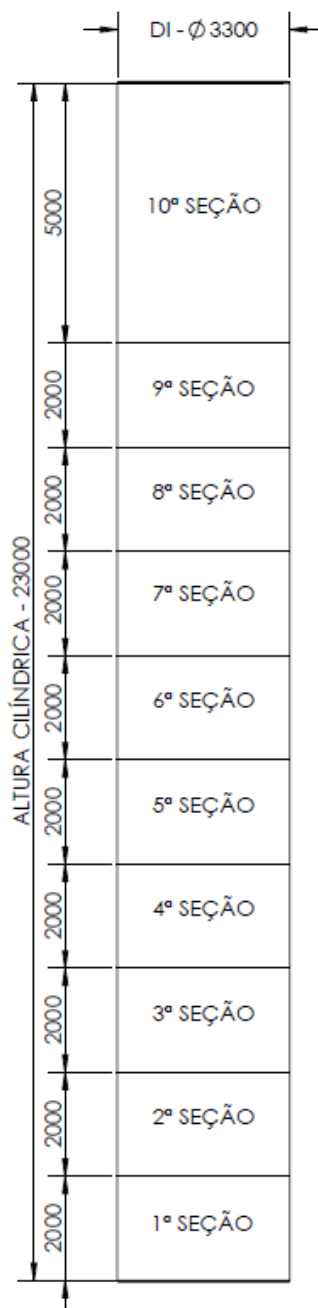 DI - Ø 3300
5000
10ª SEÇÃO
2000
9ª SEÇÃO
2000
8ª SEÇÃO
2000
7ª SEÇÃO
2000
6ª SEÇÃO
ALTURA CILÍNDRICA - 23000
2000
5ª SEÇÃO
2000
4ª SEÇÃO
2000
3ª SEÇÃO
2000
2ª SEÇÃO
2000
1ª SEÇÃO